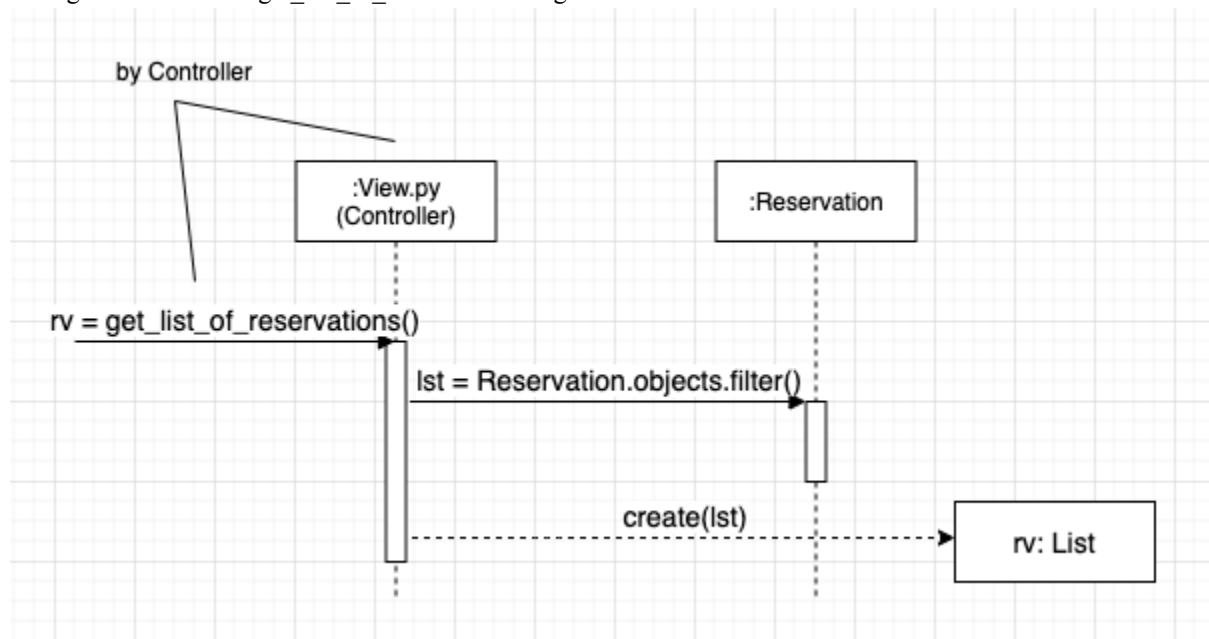 by Controller
:View.py
(Controller)
:Reservation
rv = get_list_of_reservations()
lst = Reservation.objects.filter()
create(lst)
rv: List